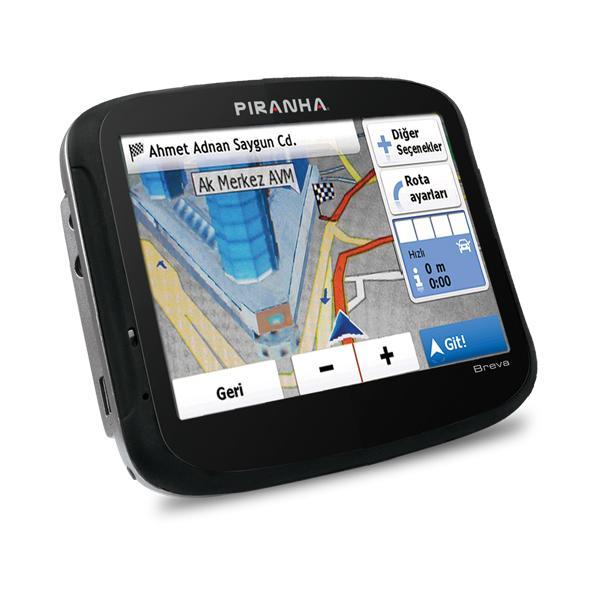 PIRANHA
Ahmet Adnan Saygun Cd.
Ak Merkez AVM
Diğer
Seçenekler
Rota
ayarları
Hızlı
0 m
0:00
Geri
- +
Git!
Breva